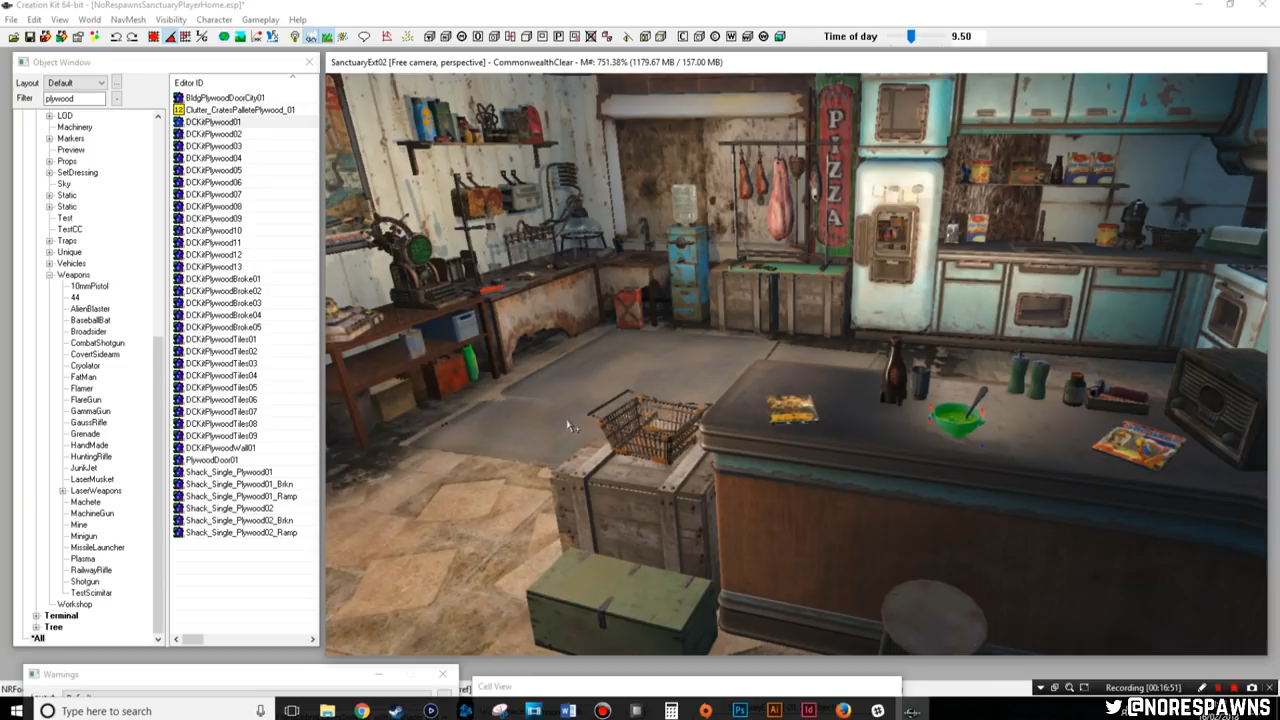 Creation Kit 64-bit - [NoRespawnsSanctuaryPlayerHome.esp]*
File Edit View World NavMesh Visibility Character Gameplay Help
Time of day 9.50
Object Window
SanctuaryExt02 [Free camera, perspective] - CommonwealthClear - M#: 751.38% (1179.67 MB / 157.00 MB)
Layout Default ...
Filter plywood
Editor ID
LOD
Machinery
Markers
Preview
Props
SetDressing
Sky
Static
Static
Test
TestCC
Traps
Unique
Vehicles
Weapons
10mmPistol
44
AlienBlaster
BaseballBat
Broadsider
CombatShotgun
CovertSidearm
Cryolator
FatMan
Flamer
FlareGun
GammaGun
GaussRifle
Grenade
HandMade
HuntingRifle
JunkJet
LaserMusket
LaserWeapons
Machete
MachineGun
Mine
Minigun
MissileLauncher
Plasma
RailwayRifle
Shotgun
TestScimitar
Workshop
Terminal
Tree
*All
BldgPlywoodDoorCity01
Clutter_CratesPalletePlywood_01
DCKitPlywood01
DCKitPlywood02
DCKitPlywood03
DCKitPlywood04
DCKitPlywood05
DCKitPlywood06
DCKitPlywood07
DCKitPlywood08
DCKitPlywood09
DCKitPlywood10
DCKitPlywood11
DCKitPlywood12
DCKitPlywood13
DCKitPlywoodBroke01
DCKitPlywoodBroke02
DCKitPlywoodBroke03
DCKitPlywoodBroke04
DCKitPlywoodBroke05
DCKitPlywoodTiles01
DCKitPlywoodTiles02
DCKitPlywoodTiles03
DCKitPlywoodTiles04
DCKitPlywoodTiles05
DCKitPlywoodTiles06
DCKitPlywoodTiles07
DCKitPlywoodTiles08
DCKitPlywoodTiles09
DCKitPlywoodWall01
PlywoodDoor01
Shack_Single_Plywood01
Shack_Single_Plywood01_Brkn
Shack_Single_Plywood01_Ramp
Shack_Single_Plywood02
Shack_Single_Plywood02_Brkn
Shack_Single_Plywood02_Ramp
PIZZA
Warnings
Cell View
Recording [00:16:51]
Type here to search
@NORESPAWNS